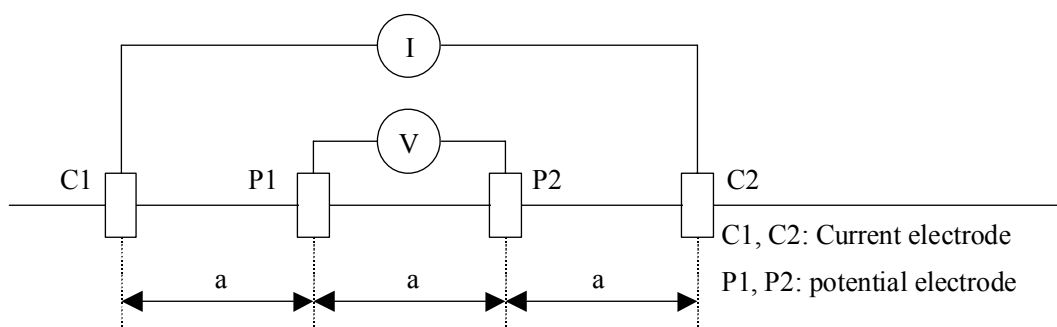 I
V
C1
P1
P2
C2
C1, C2: Current electrode
P1, P2: potential electrode
a
a
a